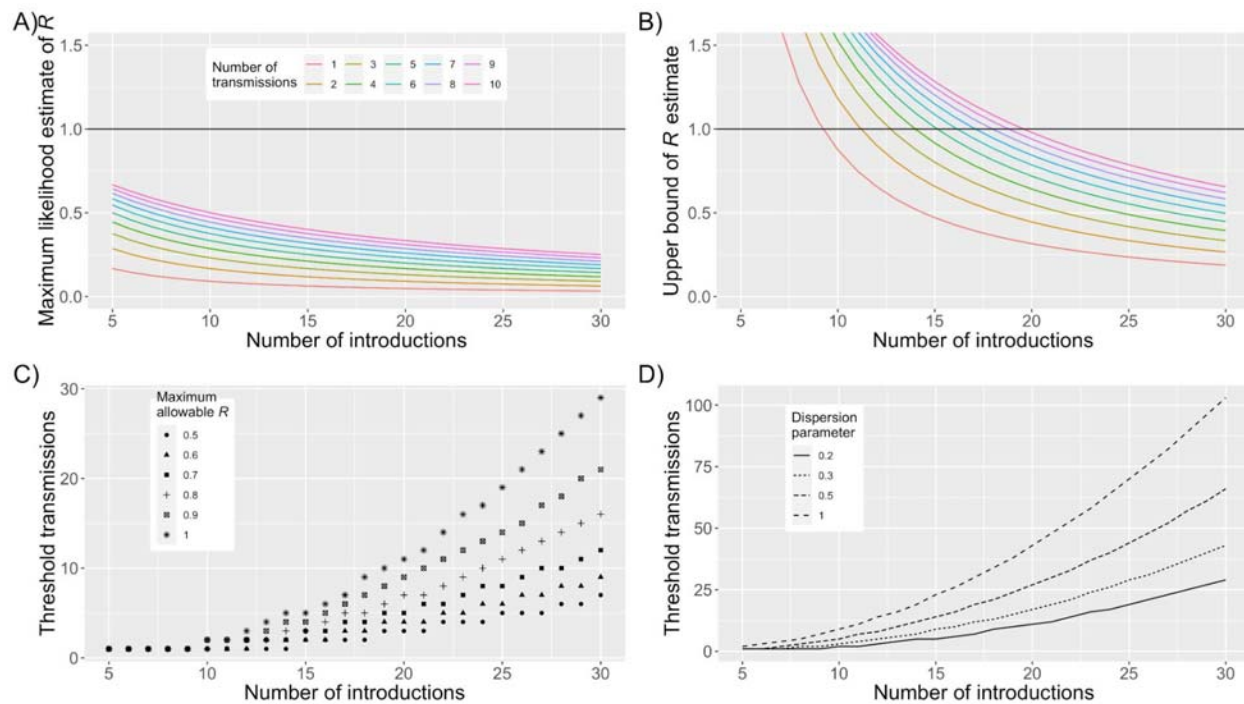 A)
Maximum likelihood estimate of R
1.5
1.0
0.5
0.0
Number of
transmissions
1 3 5 7 9
2 4 6 8 10
5 10 15 20 25 30
Number of introductions
B)
Upper bound of R estimate
1.5
1.0
0.5
0.0
5 10 15 20 25 30
Number of introductions
C)
Threshold transmissions
30
20
10
0
Maximum
allowable R
0.5
0.6
0.7
0.8
0.9
1
5 10 15 20 25 30
Number of introductions
D)
Threshold transmissions
100
75
50
25
0
Dispersion
parameter
0.2
0.3
0.5
1
5 10 15 20 25 30
Number of introductions